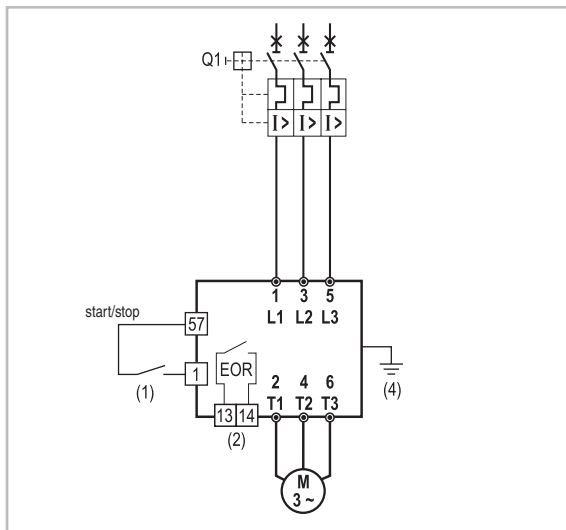 Q1
I> I> I>
1 3 5
L1 L2 L3
start/stop
57
1
EOR
(1)
(4)
2 4 6
T1 T2 T3
13 14
(2)
M
3 ~